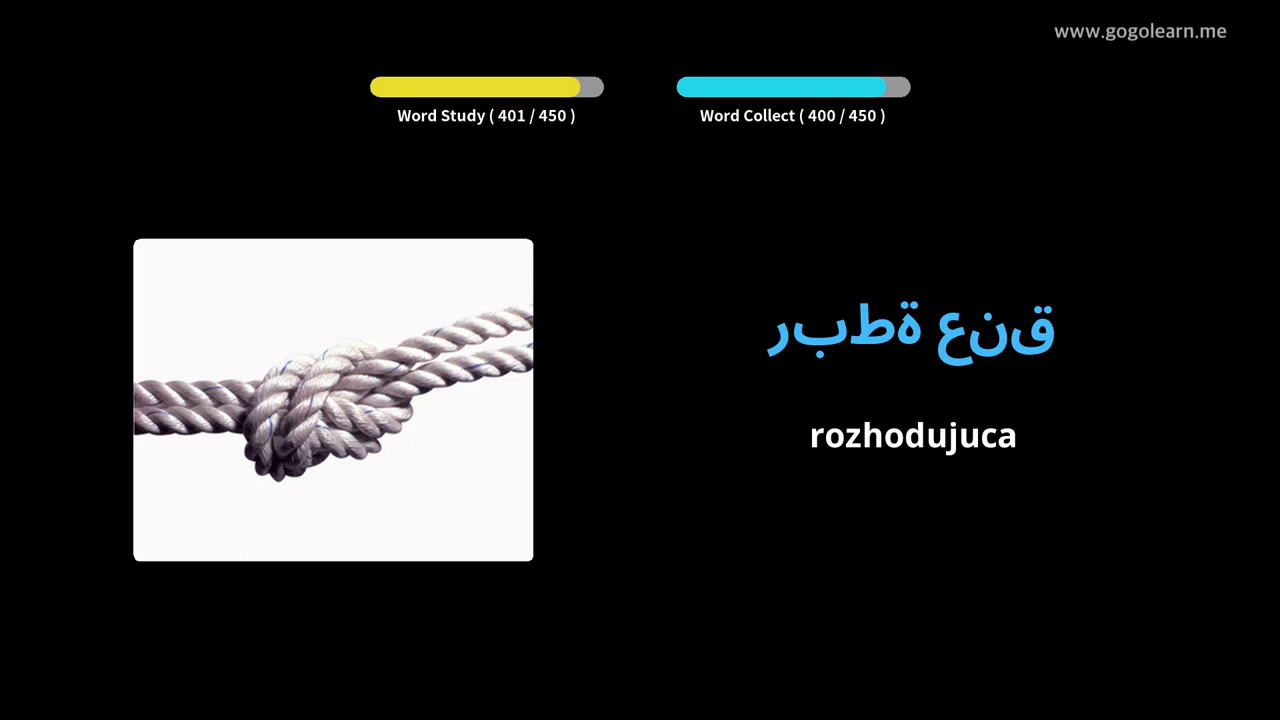 www.gogolearn.me
Word Study ( 401 / 450 )
Word Collect ( 400 / 450 )
ربطة عنق
rozhodujuca